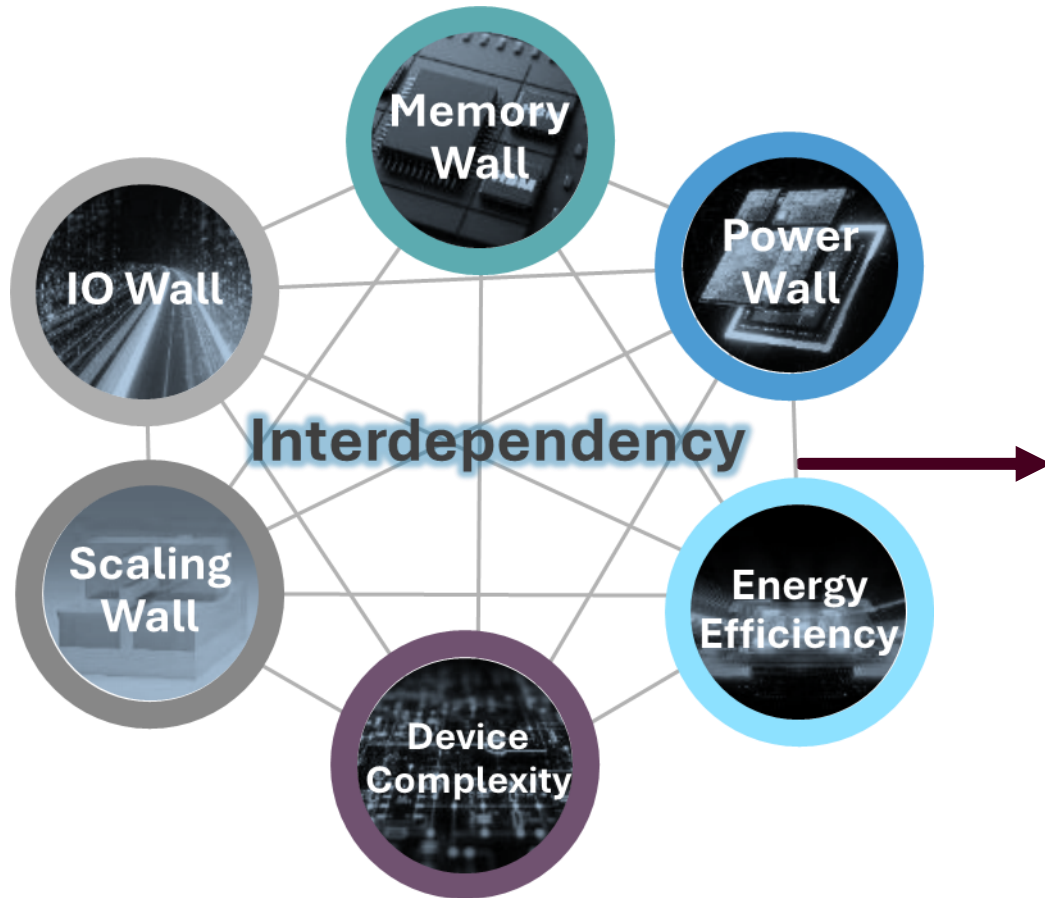 Memory
Wall
Power
Wall
IO Wall
Interdependency
Scaling
Wall
Energy
Efficiency
Device
Complexity